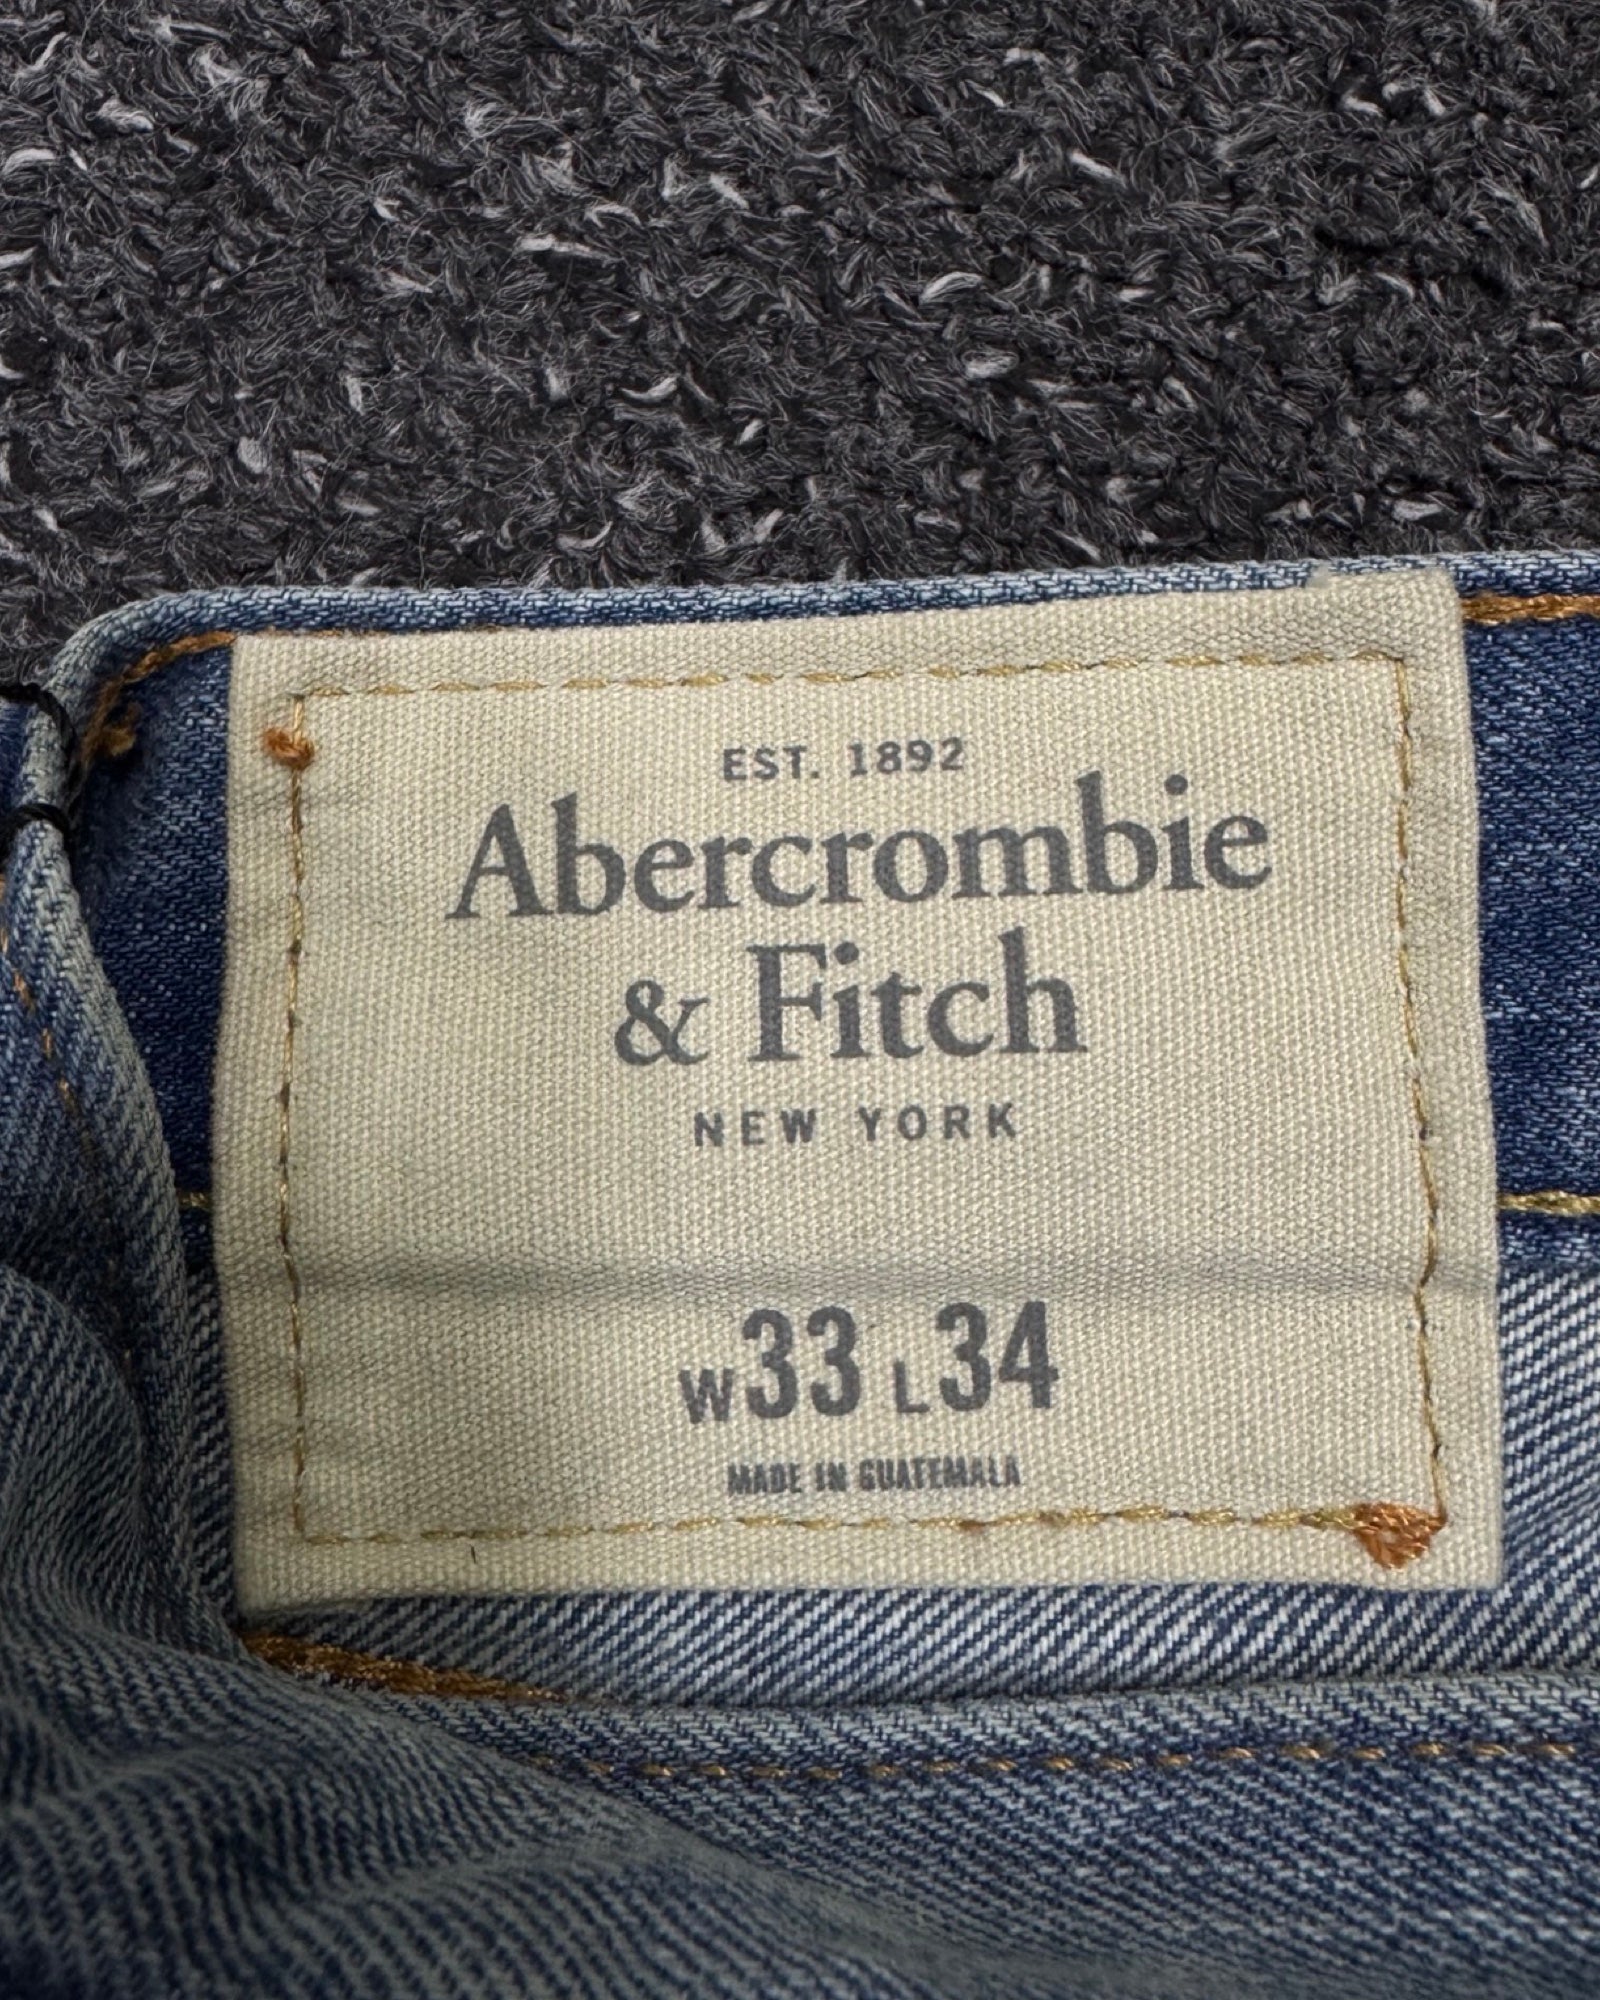 EST. 1892
Abercrombie
& Fitch
NEW YORK
W33 L34
MADE IN GUATEMALA